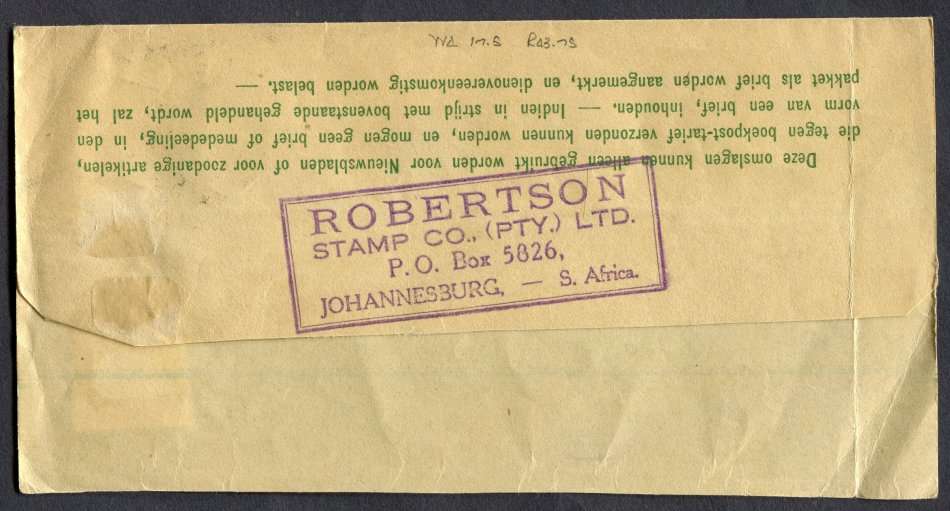 Deze omslagen kunnen alleen gebruikt worden voor Nieuwsbladen of voor zoodanige artikelen,
die tegen boekpost-tarief verzonden kunnen worden, en mogen geen brief of mededeeling, in den
vorm van een brief, inhouden. — Indien in strijd met bovenstaande gehandeld wordt, zal het
pakket als brief worden aangemerkt, en dienovereenkomstig worden belast. —
ROBERTSON
STAMP CO., (PTY.) LTD.
P.O. Box 5826,
JOHANNESBURG, — S. Africa.